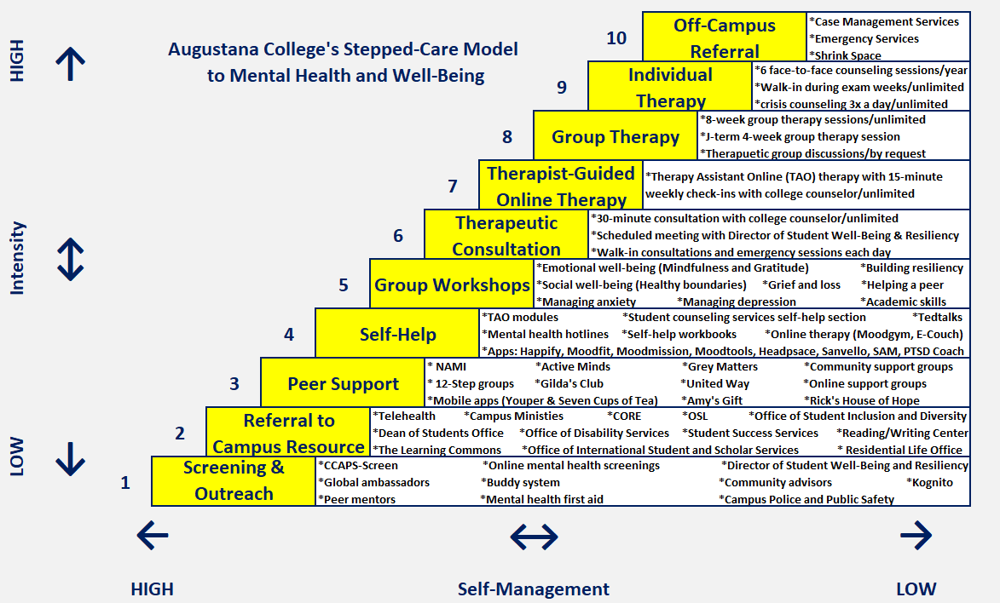 Augustana College's Stepped-Care Model
to Mental Health and Well-Being
HIGH
Intensity
LOW
10
Off-Campus
Referral
*Case Management Services
*Emergency Services
*Shrink Space
9
Individual
Therapy
*6 face-to-face counseling sessions/year
*Walk-in during exam weeks/unlimited
*crisis counseling 3x a day/unlimited
8
Group Therapy
*8-week group therapy sessions/unlimited
*J-term 4-week group therapy session
*Therapuetic group discussions/by request
7
Therapist-Guided
Online Therapy
*Therapy Assistant Online (TAO) therapy with 15-minute
weekly check-ins with college counselor/unlimited
6
Therapeutic
Consultation
*30-minute consultation with college counselor/unlimited
*Scheduled meeting with Director of Student Well-Being & Resiliency
*Walk-in consultations and emergency sessions each day
5
Group Workshops
*Emotional well-being (Mindfulness and Gratitude) *Building resiliency
*Social well-being (Healthy boundaries) *Grief and loss *Helping a peer
*Managing anxiety *Managing depression *Academic skills
4
Self-Help
*TAO modules *Student counseling services self-help section *Tedtalks
*Mental health hotlines *Self-help workbooks *Online therapy (Moodgym, E-Couch)
*Apps: Happify, Moodfit, Moodmission, Moodtools, Headpsace, Sanvello, SAM, PTSD Coach
3
Peer Support
* NAMI *Active Minds *Grey Matters *Community support groups
* 12-Step groups *Gilda's Club *United Way *Online support groups
*Mobile apps (Youper & Seven Cups of Tea) *Amy's Gift *Rick's House of Hope
2
Referral to
Campus Resource
*Telehealth *Campus Ministies *CORE *OSL *Office of Student Inclusion and Diversity
*Dean of Students Office *Office of Disability Services *Student Success Services *Reading/Writing Center
*The Learning Commons *Office of International Student and Scholar Services * Residential Life Office
1
Screening &
Outreach
*CCAPS-Screen *Online mental health screenings *Director of Student Well-Being and Resiliency
*Global ambassadors *Buddy system *Community advisors *Kognito
*Peer mentors *Mental health first aid *Campus Police and Public Safety
HIGH Self-Management LOW